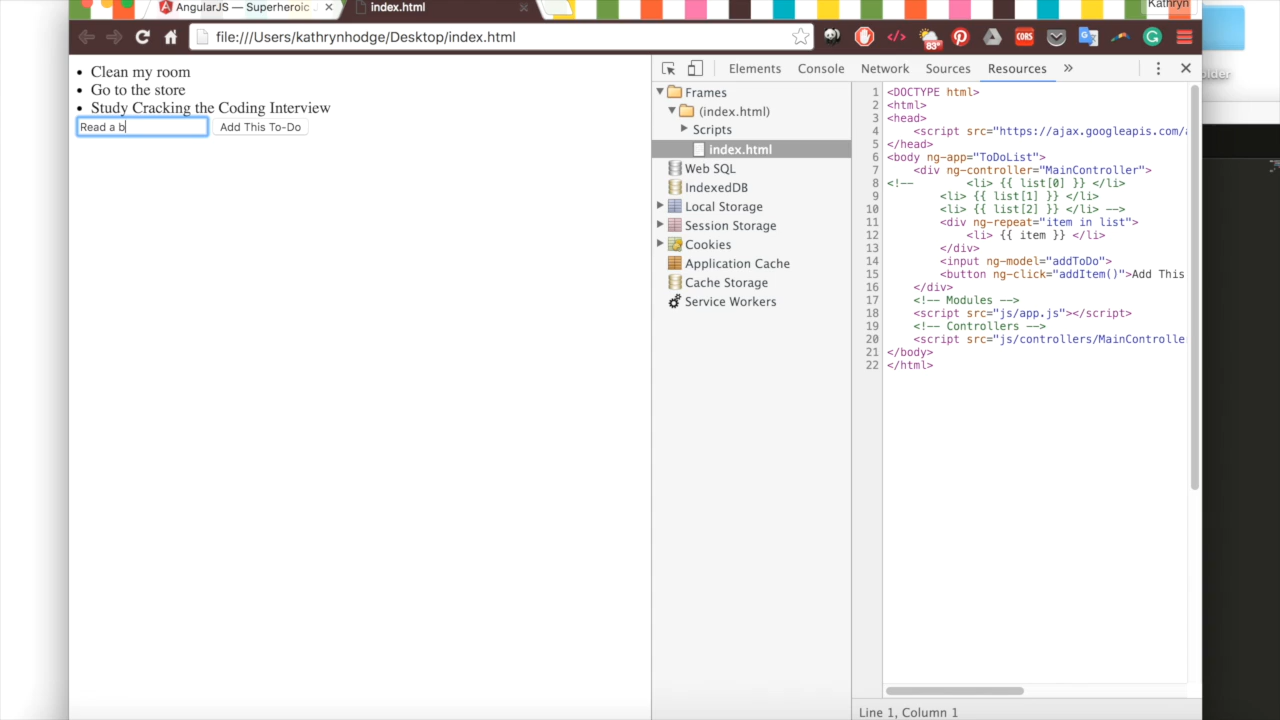 AngularJS — Superheroic J
index.html
Kathryn
file:///Users/kathrynhodge/Desktop/index.html
83°
CORS
Clean my room
Go to the store
Study Cracking the Coding Interview
Read a b
Add This To-Do
Elements Console Network Sources Resources
Frames
(index.html)
Scripts
index.html
Web SQL
IndexedDB
Local Storage
Session Storage
Cookies
Application Cache
Cache Storage
Service Workers
1 <DOCTYPE html>
2 <html>
3 <head>
4 <script src="https://ajax.googleapis.com/a
5 </head>
6 <body ng-app="ToDoList">
7 <div ng-controller="MainController">
8 <!-- <li> {{ list[0] }} </li>
9 <li> {{ list[1] }} </li>
10 <li> {{ list[2] }} </li> -->
11 <div ng-repeat="item in list">
12 <li> {{ item }} </li>
13 </div>
14 <input ng-model="addToDo">
15 <button ng-click="addItem()">Add This
16 </div>
17 <!-- Modules -->
18 <script src="js/app.js"></script>
19 <!-- Controllers -->
20 <script src="js/controllers/MainControlle
21 </body>
22 </html>
Line 1, Column 1
older